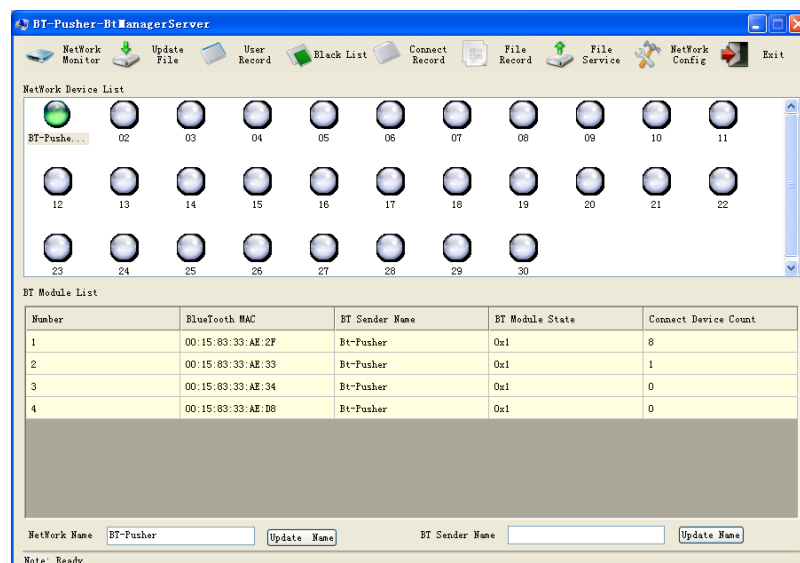 BT-Pusher-BtManagerServer
NetWork Monitor
Update File
User Record
Black List
Connect Record
File Record
File Service
NetWork Config
Exit
NetWork Device List
BT-Pushe... 02 03 04 05 06 07 08 09 10 11
12 13 14 15 16 17 18 19 20 21 22
23 24 25 26 27 28 29 30
BT Module List
Number BlueTooth MAC BT Sender Name BT Module State Connect Device Count
1 00:15:83:33:AE:2F Bt-Pusher 0x1 8
2 00:15:83:33:AE:33 Bt-Pusher 0x1 1
3 00:15:83:33:AE:34 Bt-Pusher 0x1 0
4 00:15:83:33:AE:D8 Bt-Pusher 0x1 0
NetWork Name BT-Pusher Update Name BT Sender Name Update Name
Note: Ready